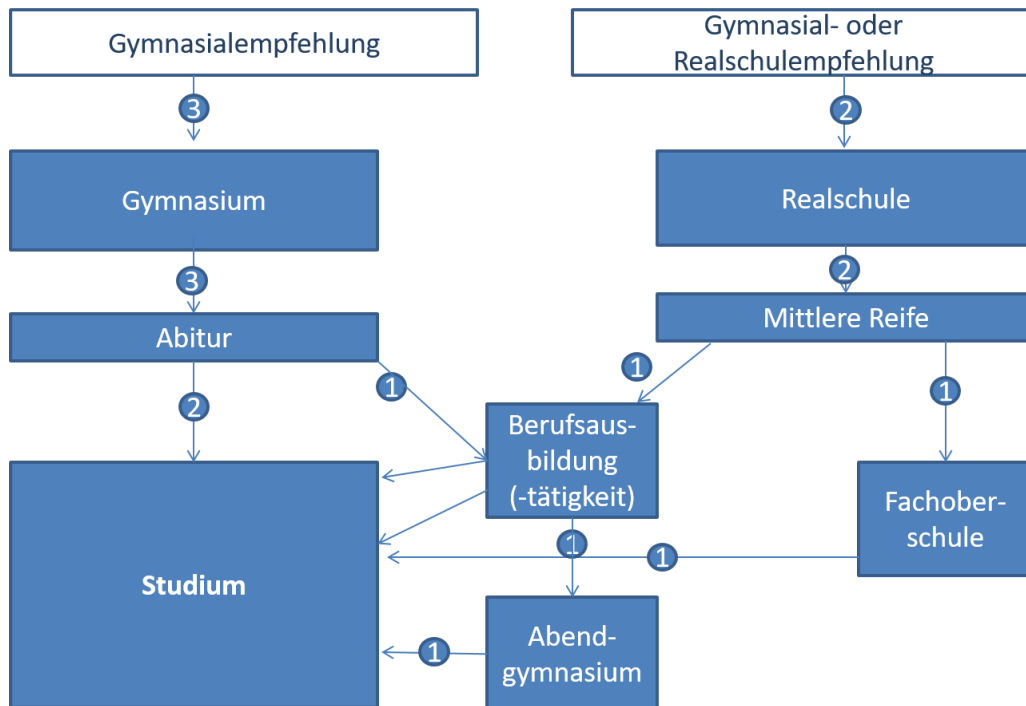 Gymnasialempfehlung
Gymnasial- oder
Realschulempfehlung
3
2
Gymnasium
Realschule
3
2
Abitur
Mittlere Reife
1
1
1
2
Berufsaus-
bildung
(-tätigkeit)
Fachober-
schule
1
1
Studium
Abend-
gymnasium
1